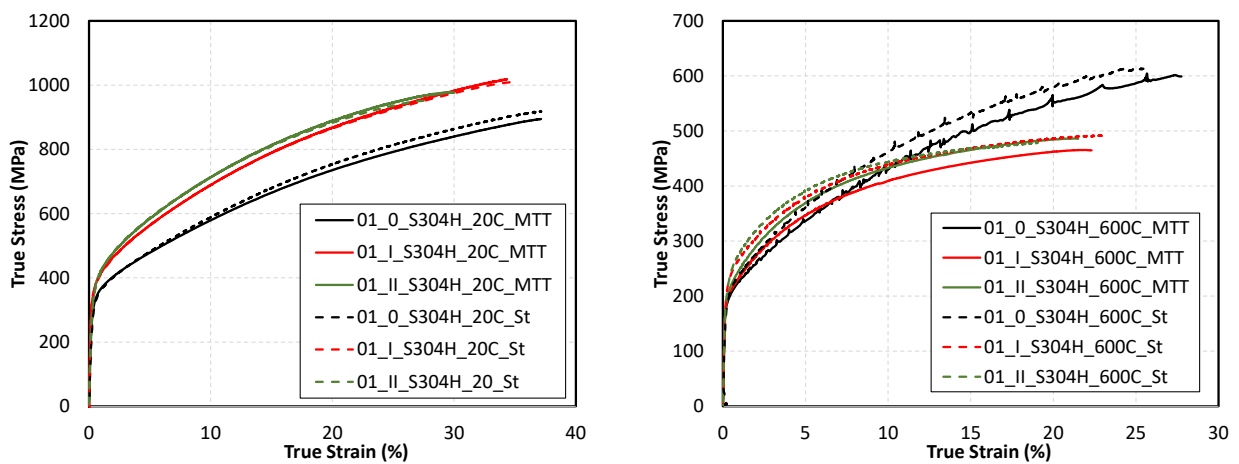 1200
1000
800
600
400
200
0
0
10
20
30
40
True Stress (MPa)
True Strain (%)
01_0_S304H_20C_MTT
01_I_S304H_20C_MTT
01_II_S304H_20C_MTT
01_0_S304H_20C_St
01_I_S304H_20C_St
01_II_S304H_20_St
700
600
500
400
300
200
100
0
0
5
10
15
20
25
30
True Stress (MPa)
True Strain (%)
01_0_S304H_600C_MTT
01_I_S304H_600C_MTT
01_II_S304H_600C_MTT
01_0_S304H_600C_St
01_I_S304H_600C_St
01_II_S304H_600C_St